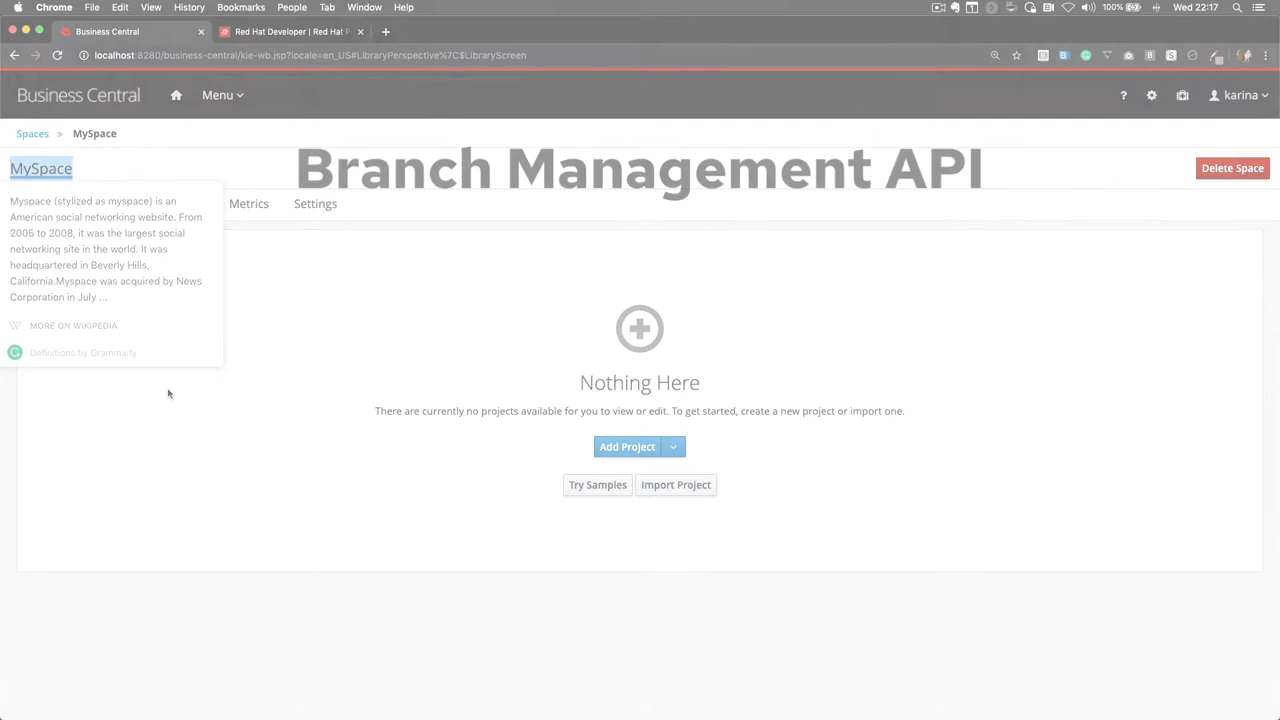 Chrome File Edit View History Bookmarks People Tab Window Help 100% Wed 22:17
Business Central Red Hat Developer | Red Hat P
localhost:8280/business-central/kie-wb.jsp?locale=en_US#LibraryPerspective%7C$LibraryScreen
Business Central Menu ? karina
Spaces » MySpace
MySpace
Branch Management API
Delete Space
Metrics Settings
Myspace (stylized as myspace) is an
American social networking website. From
2005 to 2008, it was the largest social
networking site in the world. It was
headquartered in Beverly Hills,
California.Myspace was acquired by News
Corporation in July ...
W MORE ON WIKIPEDIA
G Definitions by Grammarly
Nothing Here
There are currently no projects available for you to view or edit. To get started, create a new project or import one.
Add Project
Try Samples Import Project